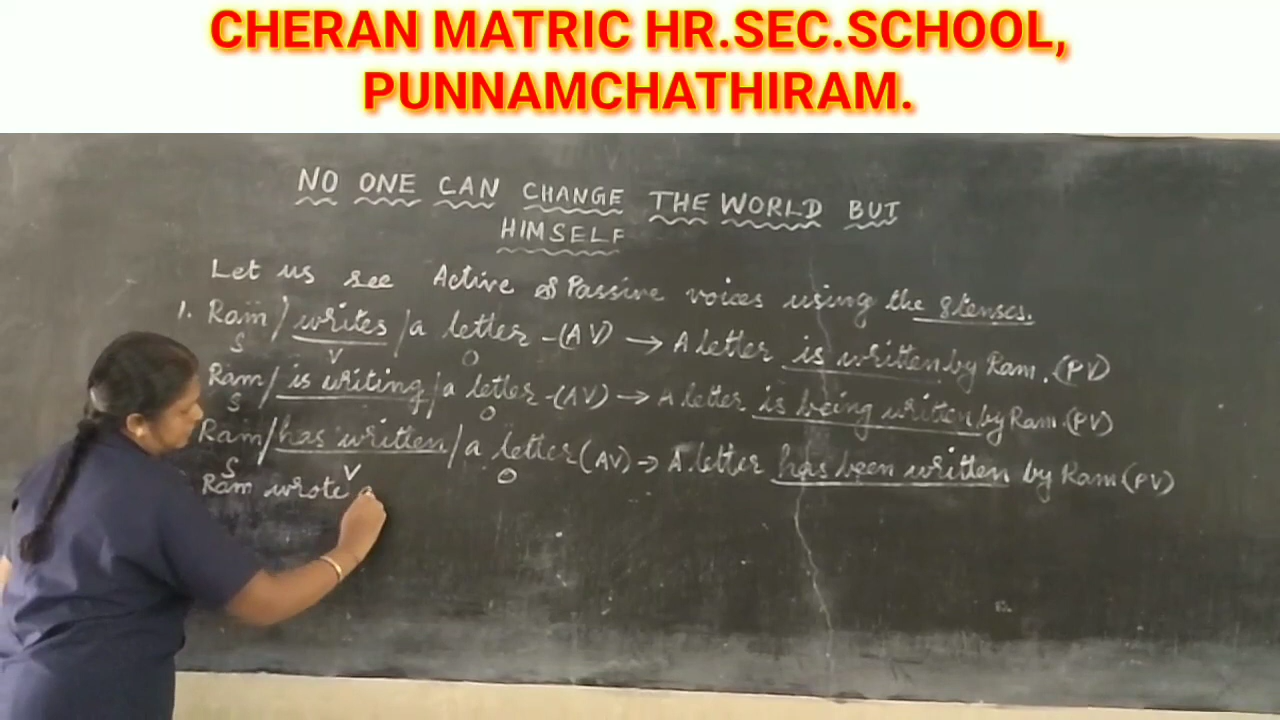 CHERAN MATRIC HR.SEC.SCHOOL,
PUNNAMCHATHIRAM.
NO ONE CAN CHANGE THE WORLD BUT
HIMSELF
Let us see Active & Passive voices using the 8 tenses.
1. Ram / writes / a letter - (AV) → A letter is written by Ram. (PV)
S V O
Ram / is writing / a letter - (AV) → A letter is being written by Ram. (PV)
S O
Ram / has written / a letter (AV) → A letter has been written by Ram (PV)
S V O
Ram wrote